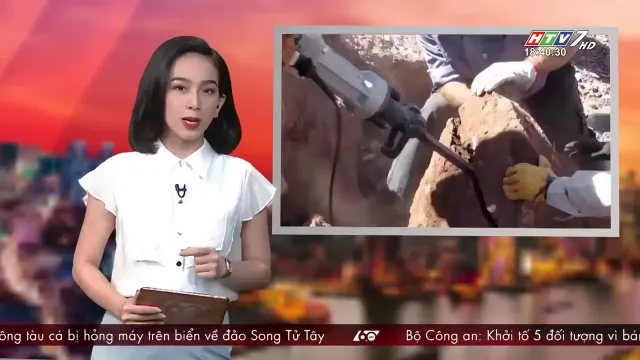 HTV7 HD
18:40:30
ông tàu cá bị hỏng máy trên biển về đảo Song Tử Tây 60 Bộ Công an: Khởi tố 5 đối tượng vì